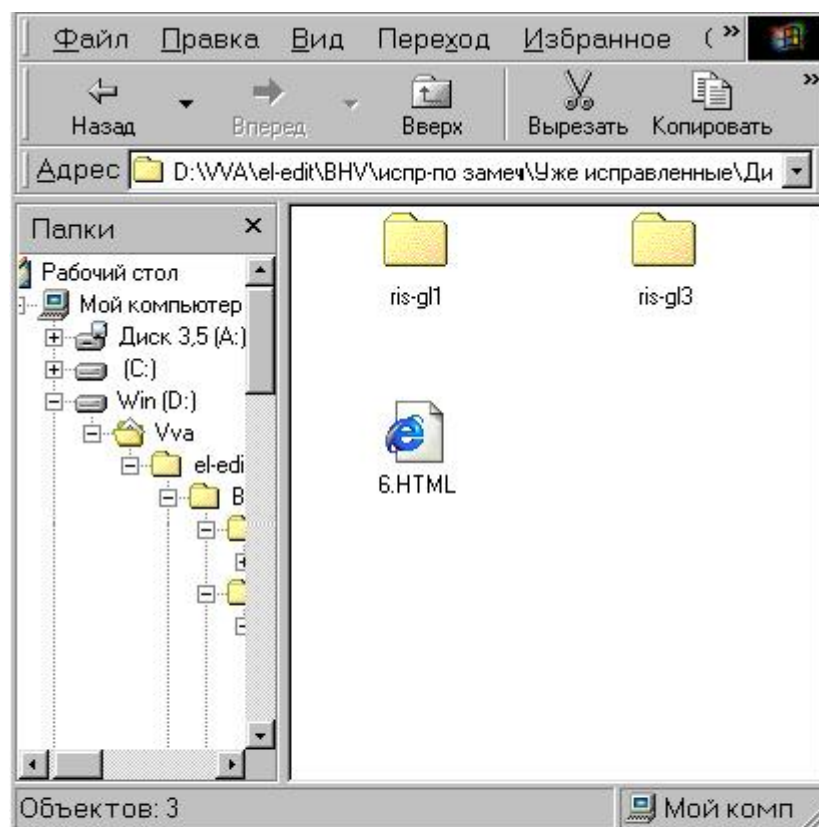 Файл Правка Вид Переход Избранное ( »
Назад Вперед Вверх Вырезать Копировать »
Адрес D:\VVA\el-edit\BHV\испр-по замеч\Уже исправленные\Ди
Папки ×
Рабочий стол
Мой компьютер
Диск 3,5 (A:)
(C:)
Win (D:)
Vva
el-edi
B
ris-gl1 ris-gl3
6.HTML
Объектов: 3 Мой комп